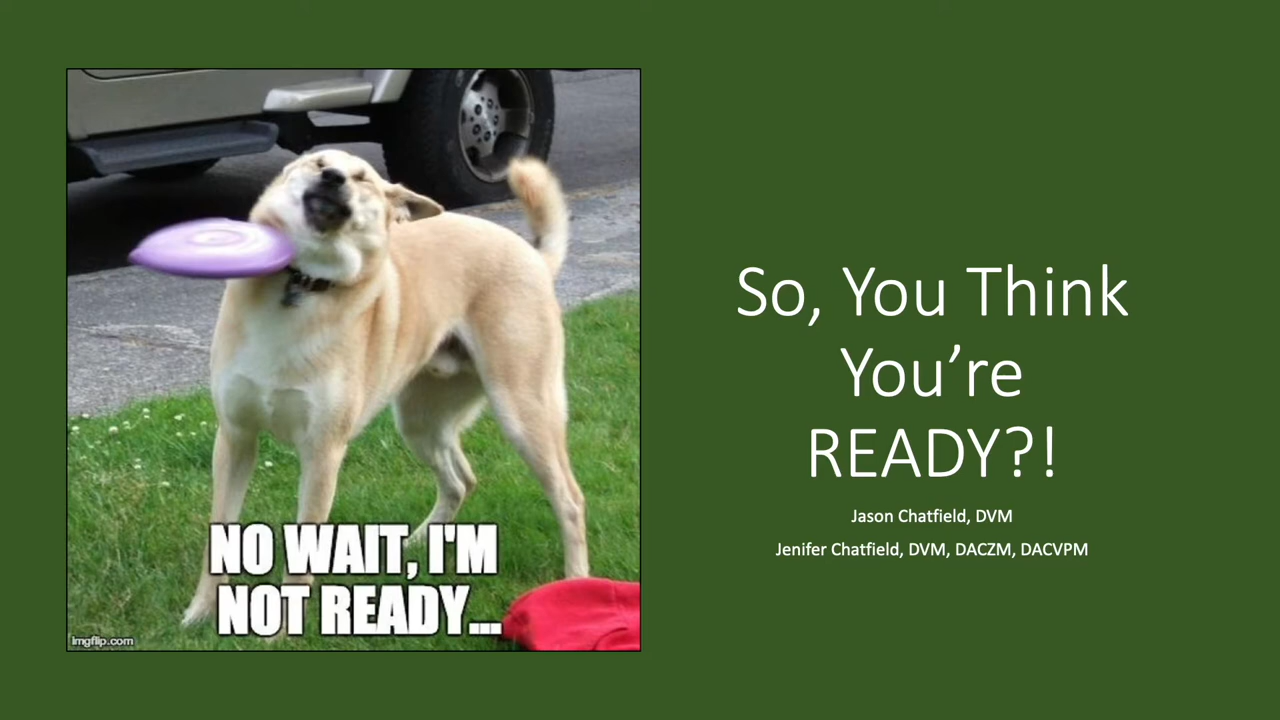 So, You Think
You’re
READY?!
Jason Chatfield, DVM
Jenifer Chatfield, DVM, DACZM, DACVPM
NO WAIT, I'M
NOT READY...
imgflip.com